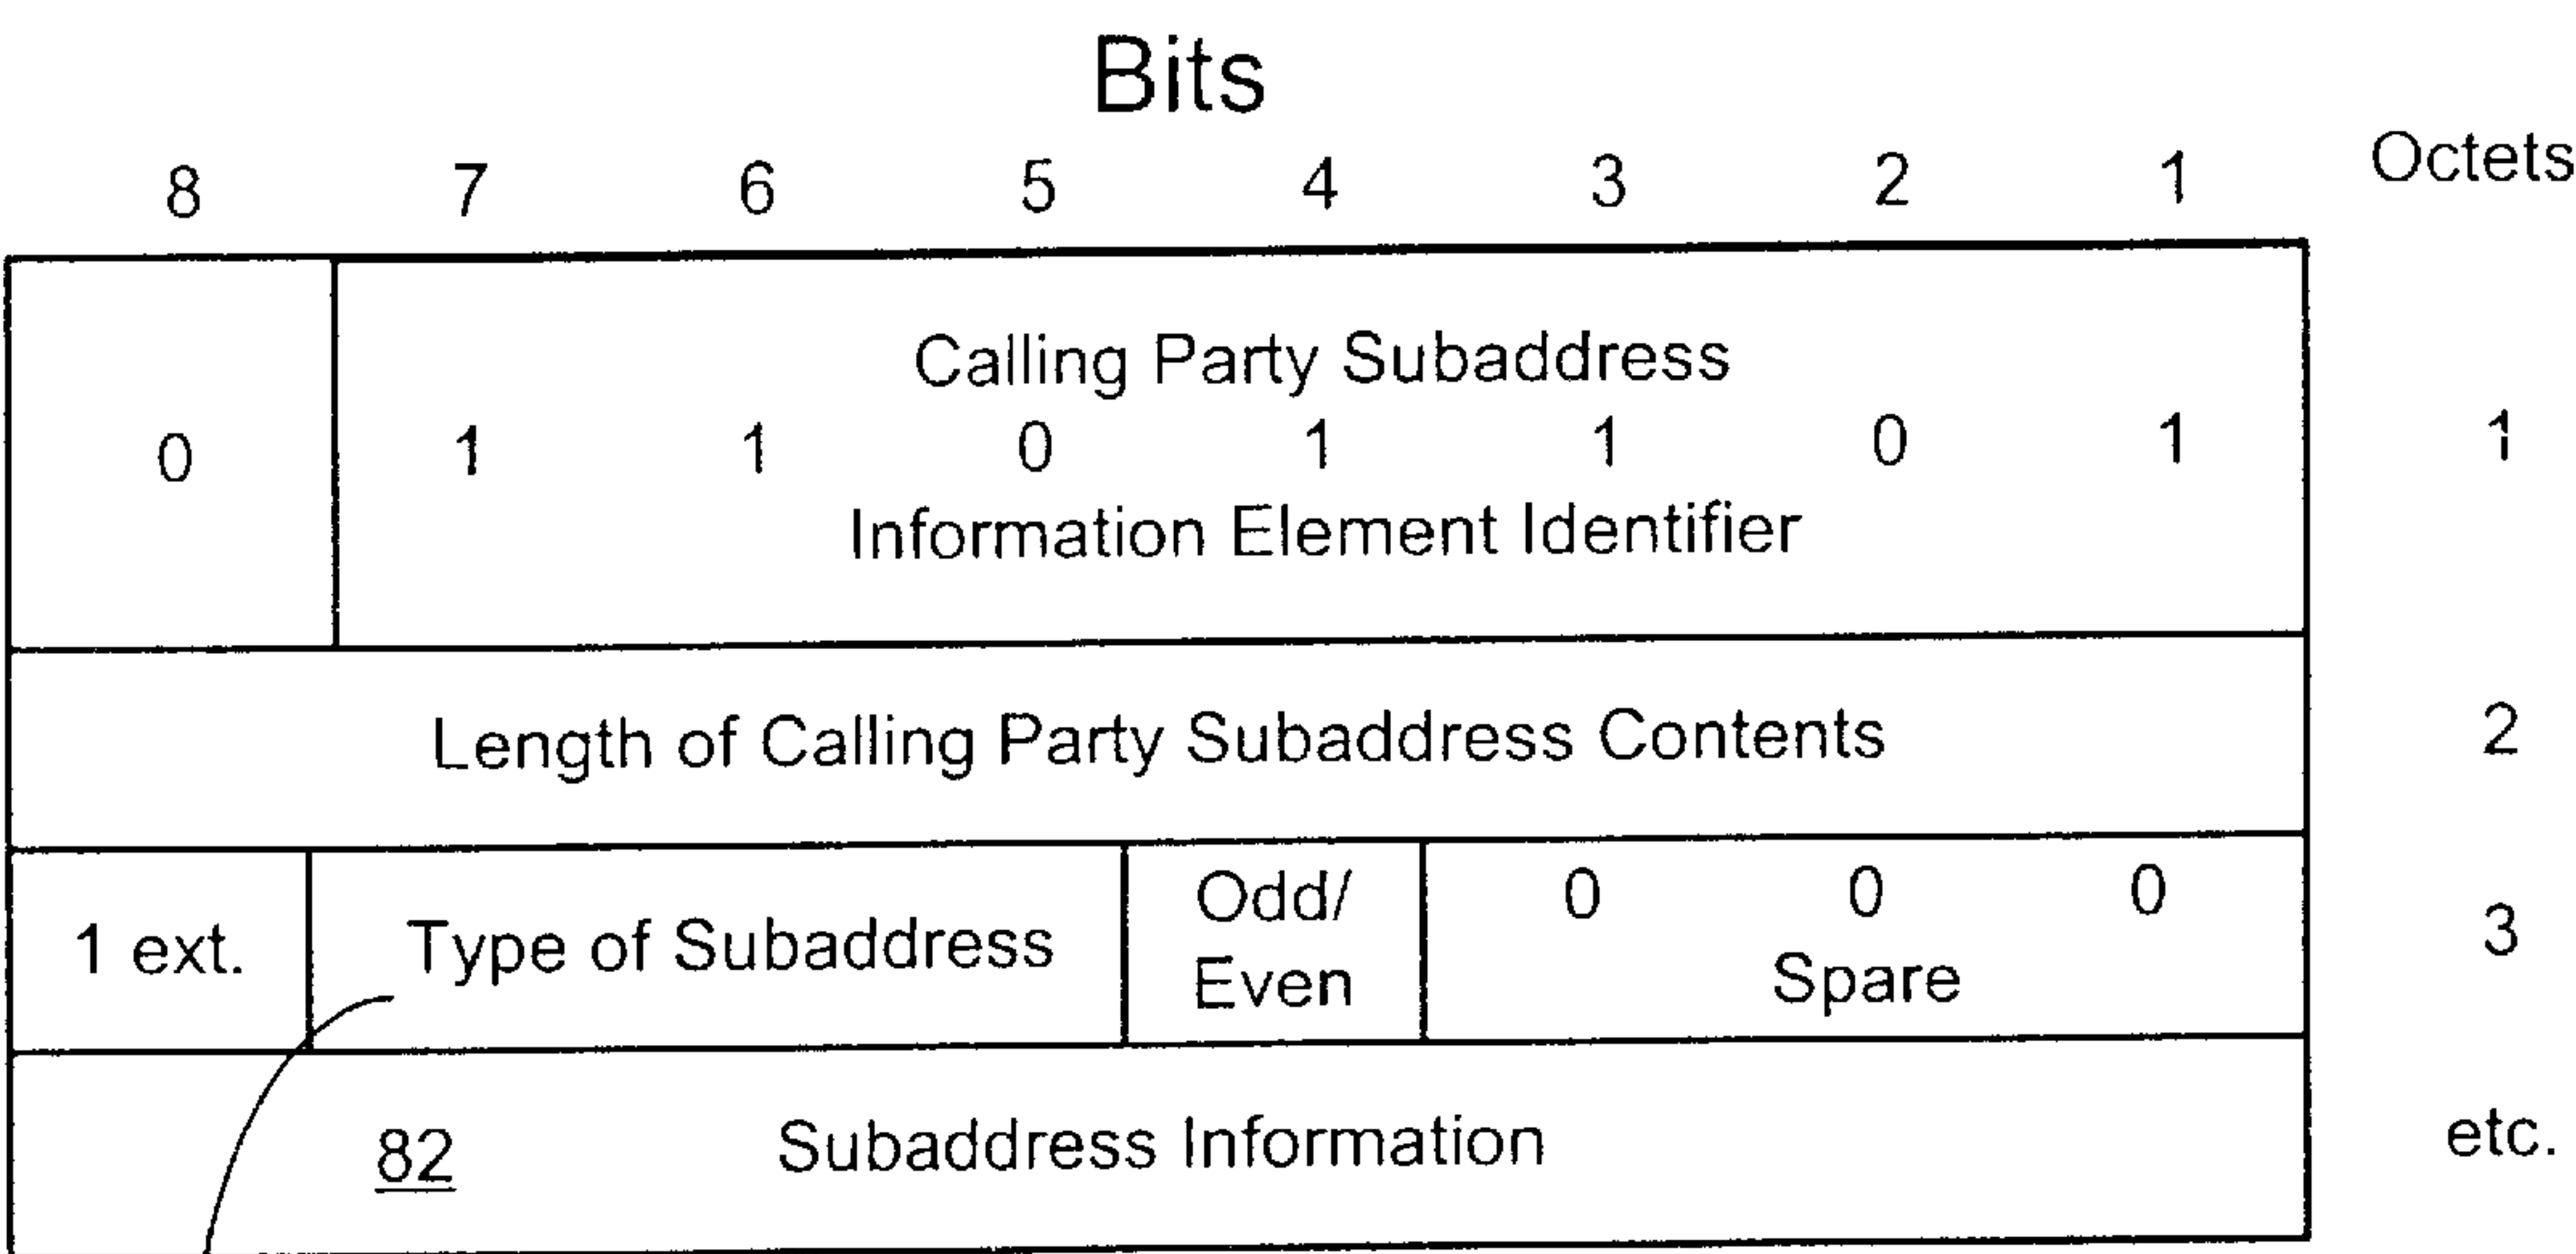 Bits
8 7 6 5 4 3 2 1 Octets
Calling Party Subaddress
0 1 1 0 1 1 0 1 1
Information Element Identifier
Length of Calling Party Subaddress Contents 2
1 ext. Type of Subaddress Odd/ Even 0 0 0 Spare 3
82 Subaddress Information etc.